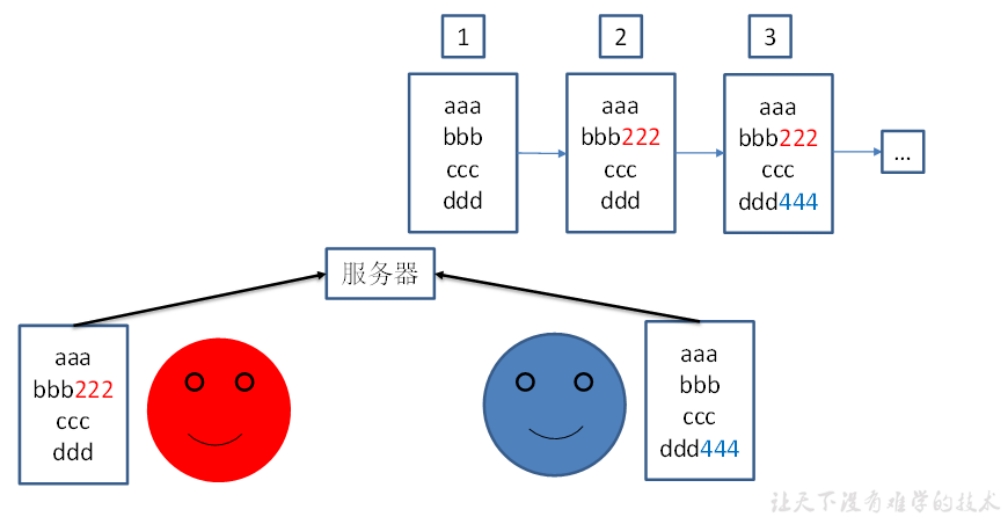 1
2
3
aaa
bbb
ccc
ddd
aaa
bbb222
ccc
ddd
aaa
bbb222
ccc
ddd444
...
服务器
aaa
bbb222
ccc
ddd
aaa
bbb
ccc
ddd444
让天下没有难学的技术